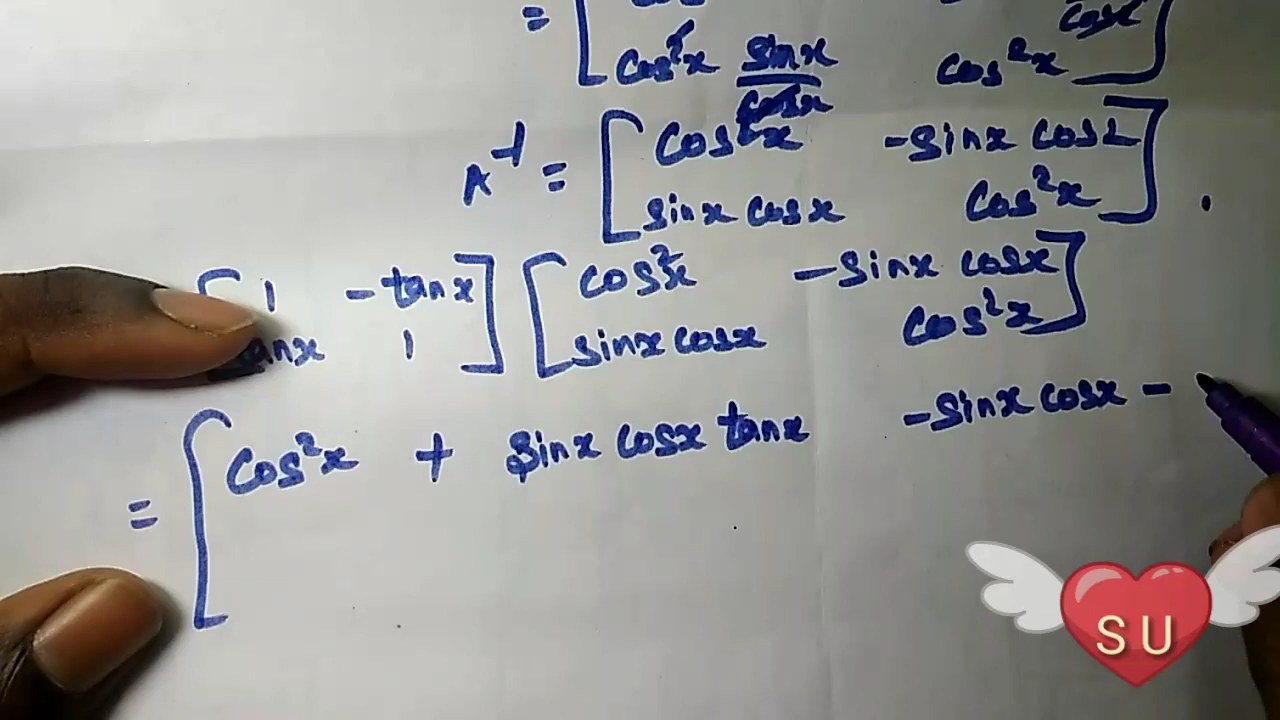 = [
cos²x sinx/cosx cos²x ]
A⁻¹ = [ cos²x -sinx cosx
sinx cosx cos²x ] .
[ 1 -tanx ] [ cos²x -sinx cosx ]
tanx 1 sinx cosx cos²x
= [ cos²x + sinx cosx tanx -sinx cosx -
SU